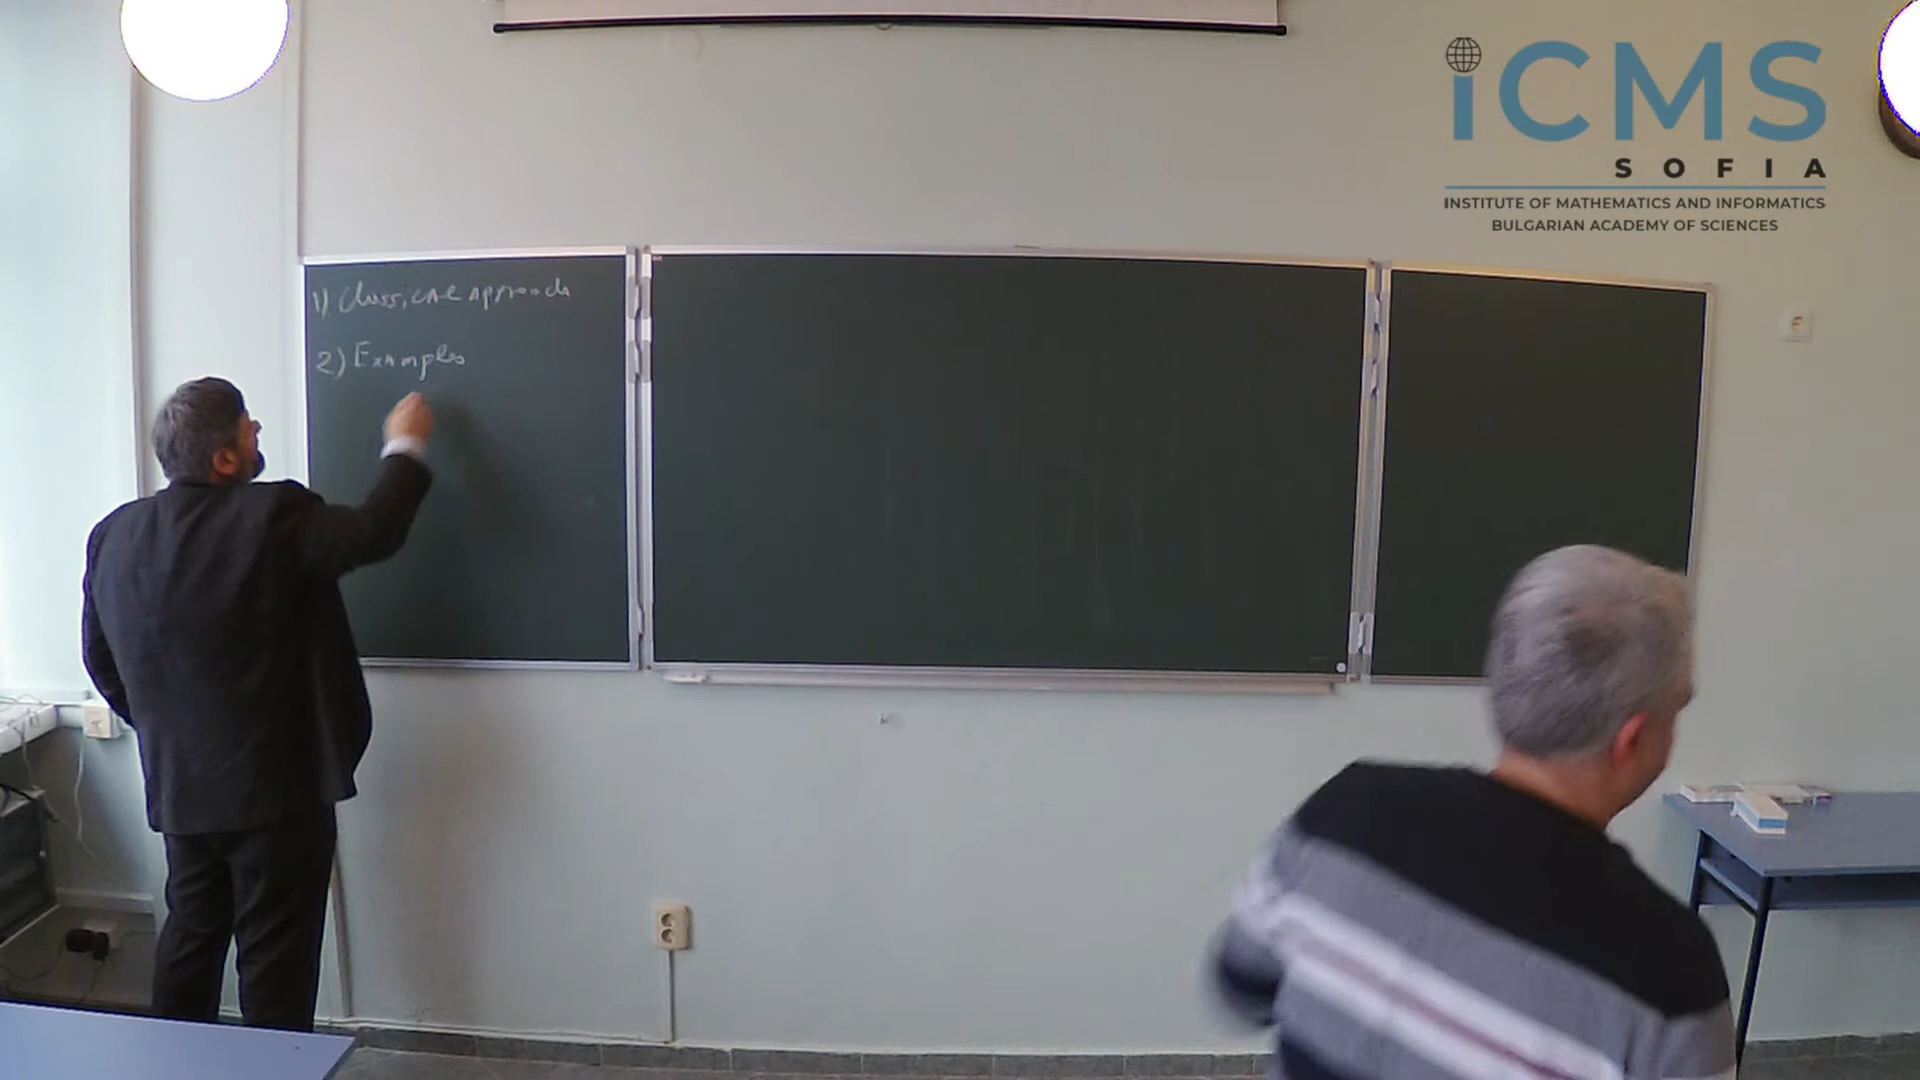 iCMS
SOFIA
INSTITUTE OF MATHEMATICS AND INFORMATICS
BULGARIAN ACADEMY OF SCIENCES
1) Classical approach
2) Examples